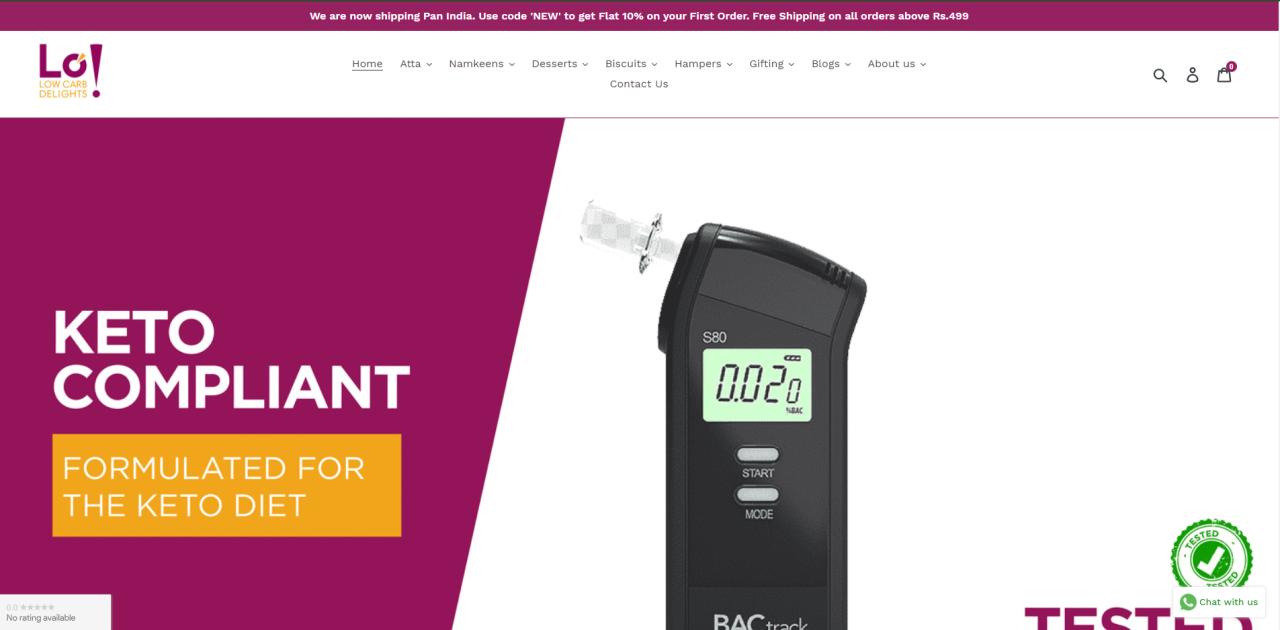 We are now shipping Pan India. Use code 'NEW' to get Flat 10% on your First Order. Free Shipping on all orders above Rs.499
Lo!
LOW CARB
DELIGHTS
Home Atta Namkeens Desserts Biscuits Hampers Gifting Blogs About us
Contact Us
0
KETO
COMPLIANT
FORMULATED FOR
THE KETO DIET
S80
0.020
%BAC
START
MODE
BACtrack
TESTED
TESTED
Chat with us
TESTED
0.0 ★★★★★
No rating available